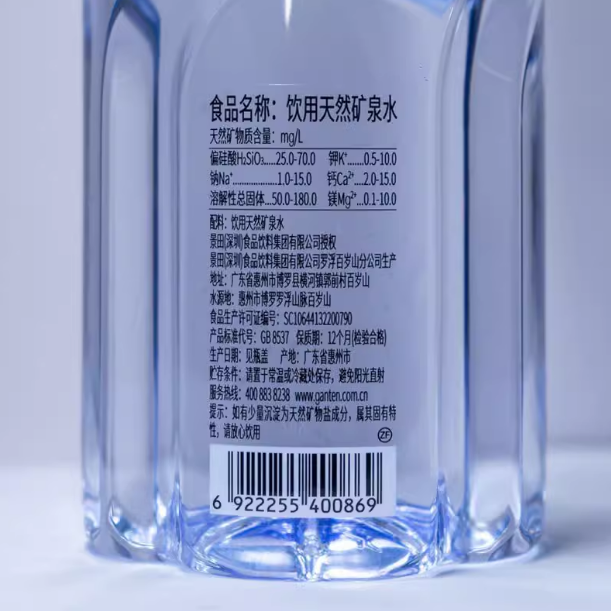 食品名称：饮用天然矿泉水
天然矿物质含量：mg/L
偏硅酸H₂SiO₃.....25.0-70.0 钾K⁺.......0.5-10.0
钠Na⁺.......................1.0-15.0 钙Ca²⁺....2.0-15.0
溶解性总固体...50.0-180.0 镁Mg²⁺...0.1-10.0
配料：饮用天然矿泉水
景田(深圳)食品饮料集团有限公司授权
景田(深圳)食品饮料集团有限公司罗浮百岁山分公司生产
地址：广东省惠州市博罗县横河镇郭前村百岁山
水源地：惠州市博罗罗浮山脉百岁山
食品生产许可证编号：SC10644132200790
产品标准代号：GB 8537 保质期：12个月(检验合格)
生产日期：见瓶盖 产地：广东省惠州市
贮存条件：请置于常温或冷藏处保存，避免阳光直射
服务热线：400 883 8238 www.ganten.com.cn
提示：如有少量沉淀为天然矿物盐成分，属其固有特
性，请放心饮用 ZF
6 922255 400869